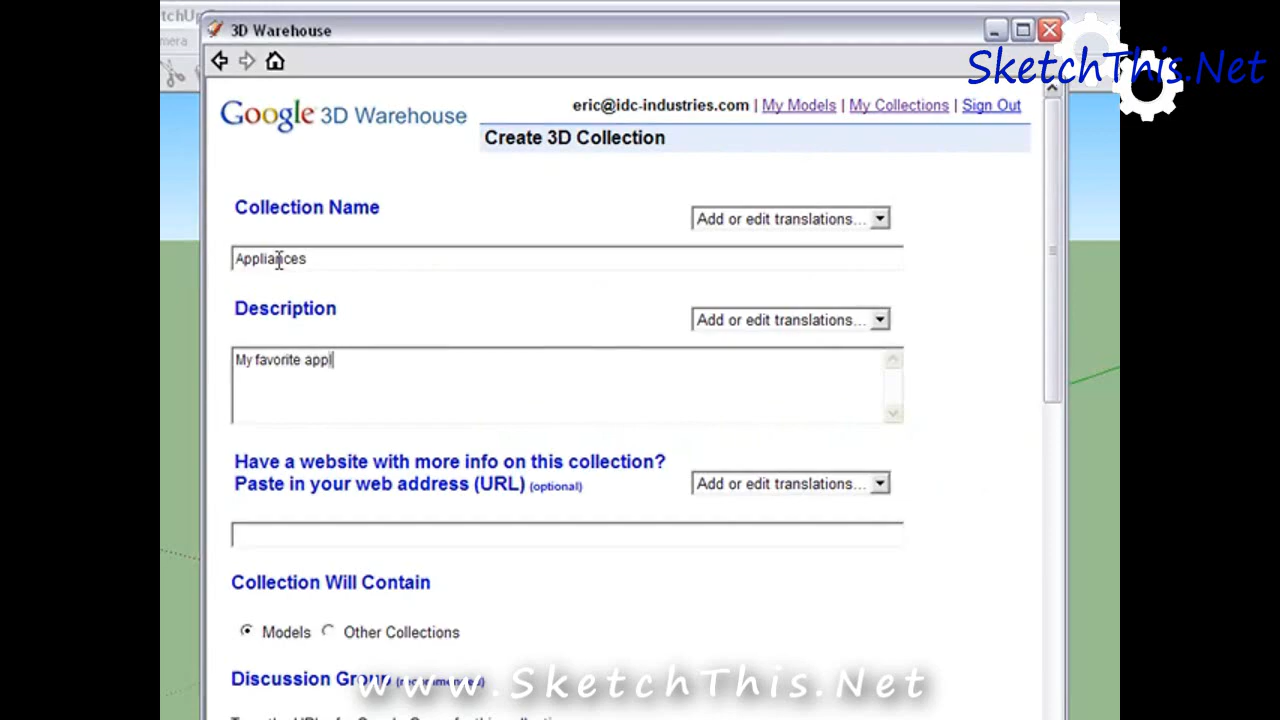 3D Warehouse
SketchThis.Net
eric@idc-industries.com | My Models | My Collections | Sign Out
Google 3D Warehouse
Create 3D Collection
Collection Name
Add or edit translations...
Appliances
Description
Add or edit translations...
My favorite appl
Have a website with more info on this collection?
Paste in your web address (URL) (optional)
Add or edit translations...
Collection Will Contain
Models
Other Collections
Discussion Group (recommended)
www.SketchThis.Net